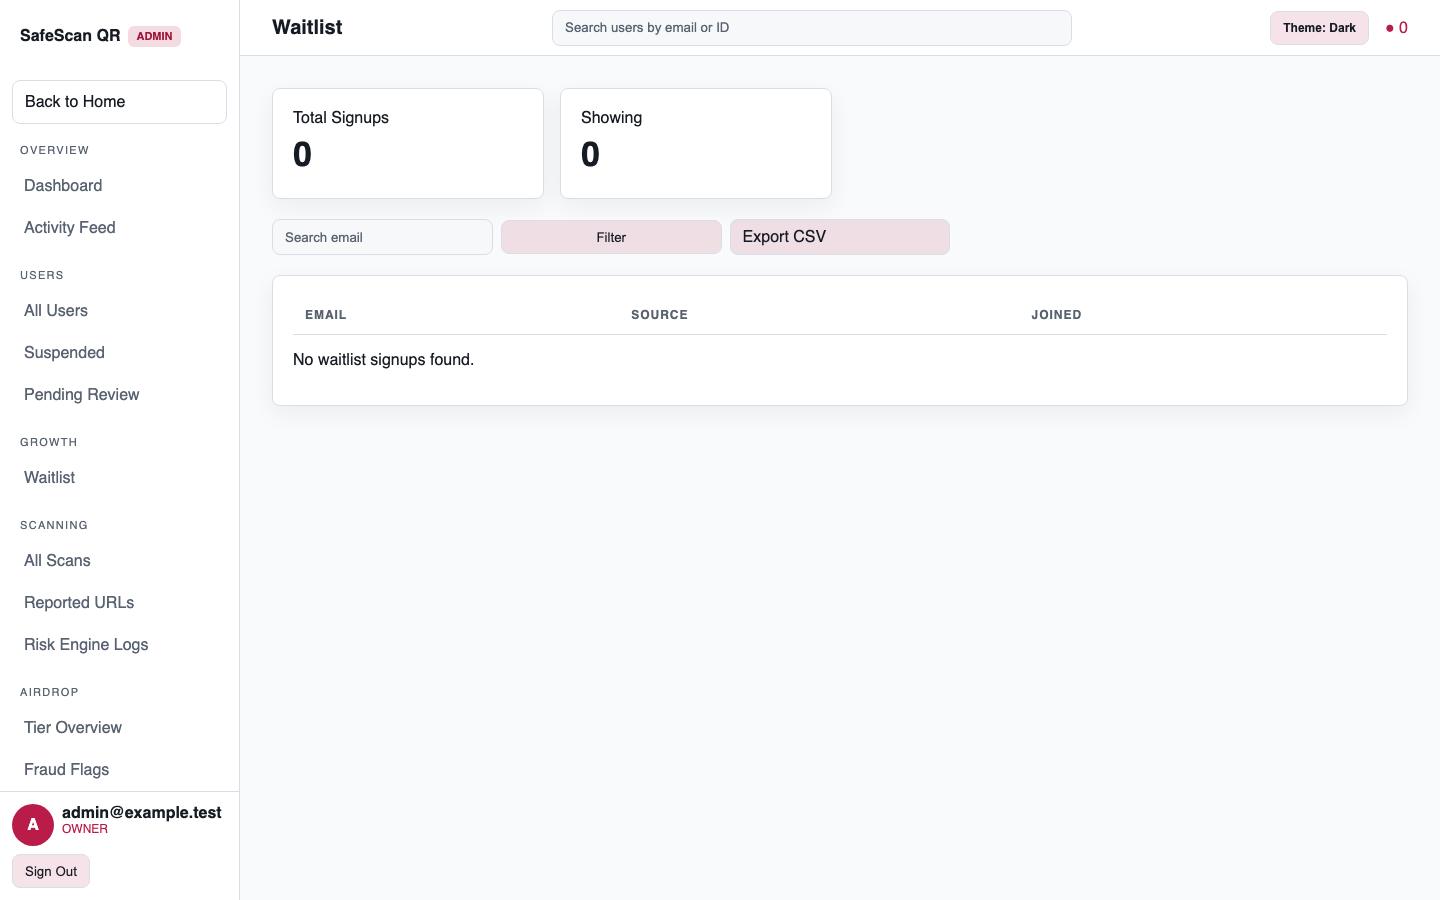 SafeScan QR ADMIN
Back to Home
OVERVIEW
Dashboard
Activity Feed
USERS
All Users
Suspended
Pending Review
GROWTH
Waitlist
SCANNING
All Scans
Reported URLs
Risk Engine Logs
AIRDROP
Tier Overview
Fraud Flags
A
admin@example.test
OWNER
Sign Out
Waitlist
Search users by email or ID
Theme: Dark
● 0
Total Signups
0
Showing
0
Search email
Filter
Export CSV
EMAIL SOURCE JOINED
No waitlist signups found.